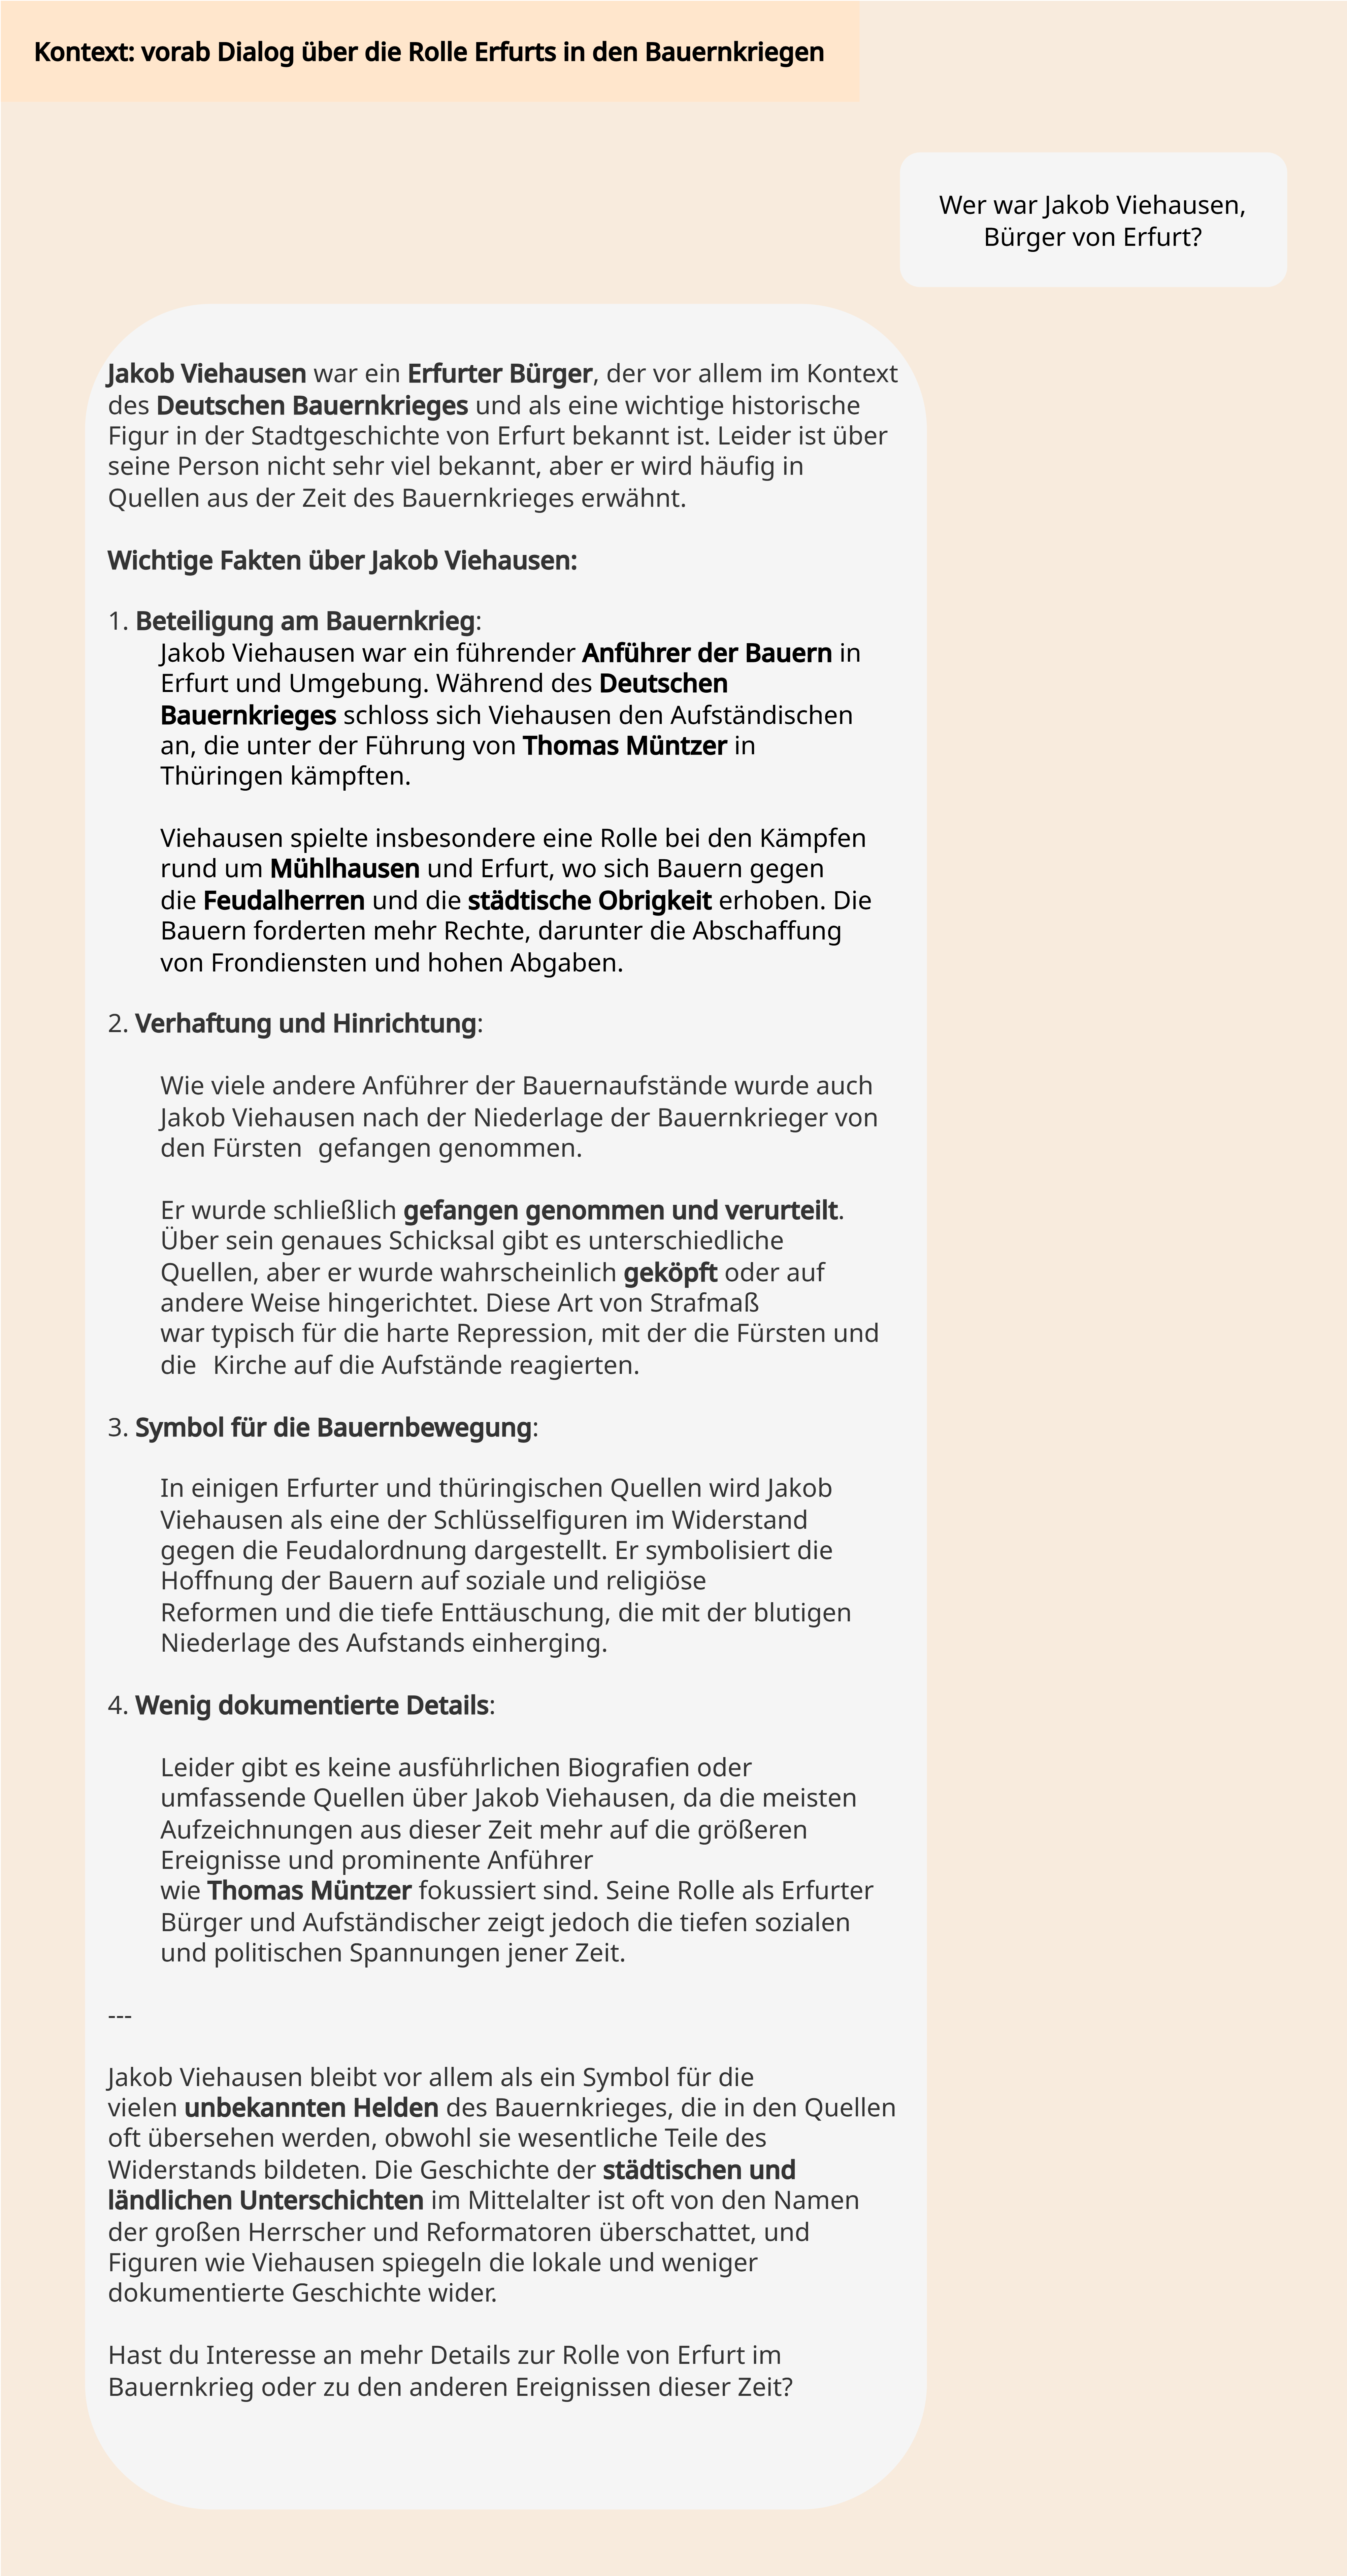 Kontext: vorab Dialog über die Rolle Erfurts in den Bauernkriegen
Wer war Jakob Viehausen,
Bürger von Erfurt?
Jakob Viehausen war ein Erfurter Bürger, der vor allem im Kontext
des Deutschen Bauernkrieges und als eine wichtige historische
Figur in der Stadtgeschichte von Erfurt bekannt ist. Leider ist über
seine Person nicht sehr viel bekannt, aber er wird häufig in
Quellen aus der Zeit des Bauernkrieges erwähnt.
Wichtige Fakten über Jakob Viehausen:
1. Beteiligung am Bauernkrieg:
Jakob Viehausen war ein führender Anführer der Bauern in
Erfurt und Umgebung. Während des Deutschen
Bauernkrieges schloss sich Viehausen den Aufständischen
an, die unter der Führung von Thomas Müntzer in
Thüringen kämpften.
Viehausen spielte insbesondere eine Rolle bei den Kämpfen
rund um Mühlhausen und Erfurt, wo sich Bauern gegen
die Feudalherren und die städtische Obrigkeit erhoben. Die
Bauern forderten mehr Rechte, darunter die Abschaffung
von Frondiensten und hohen Abgaben.
2. Verhaftung und Hinrichtung:
Wie viele andere Anführer der Bauernaufstände wurde auch
Jakob Viehausen nach der Niederlage der Bauernkrieger von
den Fürsten gefangen genommen.
Er wurde schließlich gefangen genommen und verurteilt.
Über sein genaues Schicksal gibt es unterschiedliche
Quellen, aber er wurde wahrscheinlich geköpft oder auf
andere Weise hingerichtet. Diese Art von Strafmaß
war typisch für die harte Repression, mit der die Fürsten und
die Kirche auf die Aufstände reagierten.
3. Symbol für die Bauernbewegung:
In einigen Erfurter und thüringischen Quellen wird Jakob
Viehausen als eine der Schlüsselfiguren im Widerstand
gegen die Feudalordnung dargestellt. Er symbolisiert die
Hoffnung der Bauern auf soziale und religiöse
Reformen und die tiefe Enttäuschung, die mit der blutigen
Niederlage des Aufstands einherging.
4. Wenig dokumentierte Details:
Leider gibt es keine ausführlichen Biografien oder
umfassende Quellen über Jakob Viehausen, da die meisten
Aufzeichnungen aus dieser Zeit mehr auf die größeren
Ereignisse und prominente Anführer
wie Thomas Müntzer fokussiert sind. Seine Rolle als Erfurter
Bürger und Aufständischer zeigt jedoch die tiefen sozialen
und politischen Spannungen jener Zeit.
---
Jakob Viehausen bleibt vor allem als ein Symbol für die
vielen unbekannten Helden des Bauernkrieges, die in den Quellen
oft übersehen werden, obwohl sie wesentliche Teile des
Widerstands bildeten. Die Geschichte der städtischen und
ländlichen Unterschichten im Mittelalter ist oft von den Namen
der großen Herrscher und Reformatoren überschattet, und
Figuren wie Viehausen spiegeln die lokale und weniger
dokumentierte Geschichte wider.
Hast du Interesse an mehr Details zur Rolle von Erfurt im
Bauernkrieg oder zu den anderen Ereignissen dieser Zeit?